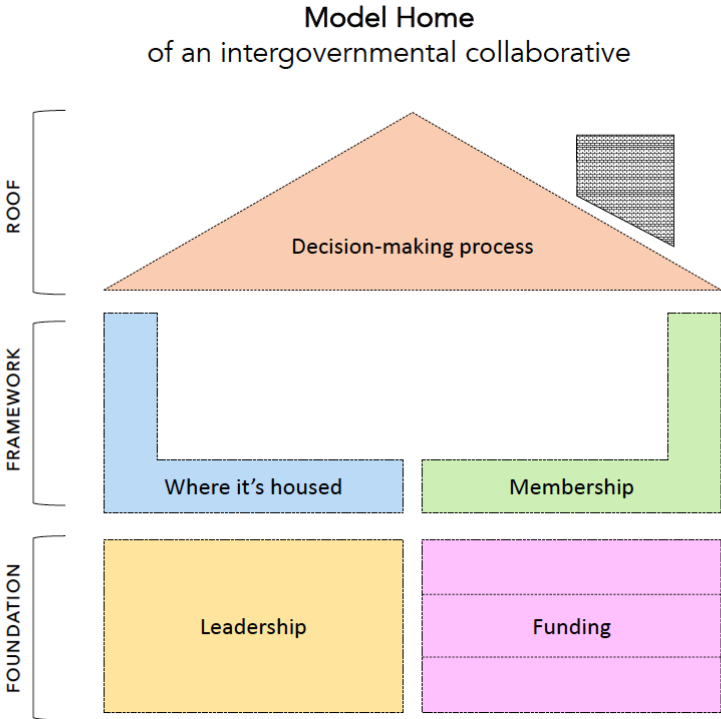 Model Home
of an intergovernmental collaborative
ROOF
Decision-making process
FRAMEWORK
Where it’s housed
Membership
FOUNDATION
Leadership
Funding